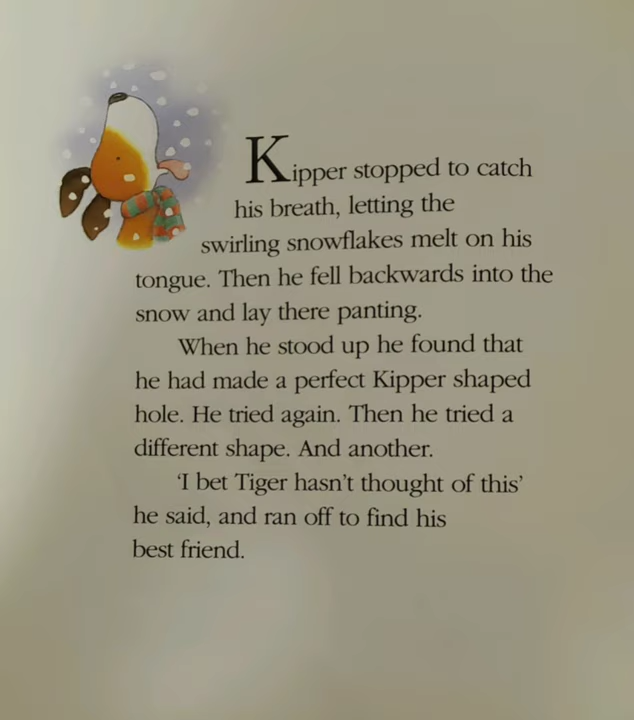 Kipper stopped to catch
his breath, letting the
swirling snowflakes melt on his
tongue. Then he fell backwards into the
snow and lay there panting.
When he stood up he found that
he had made a perfect Kipper shaped
hole. He tried again. Then he tried a
different shape. And another.
‘I bet Tiger hasn’t thought of this’
he said, and ran off to find his
best friend.